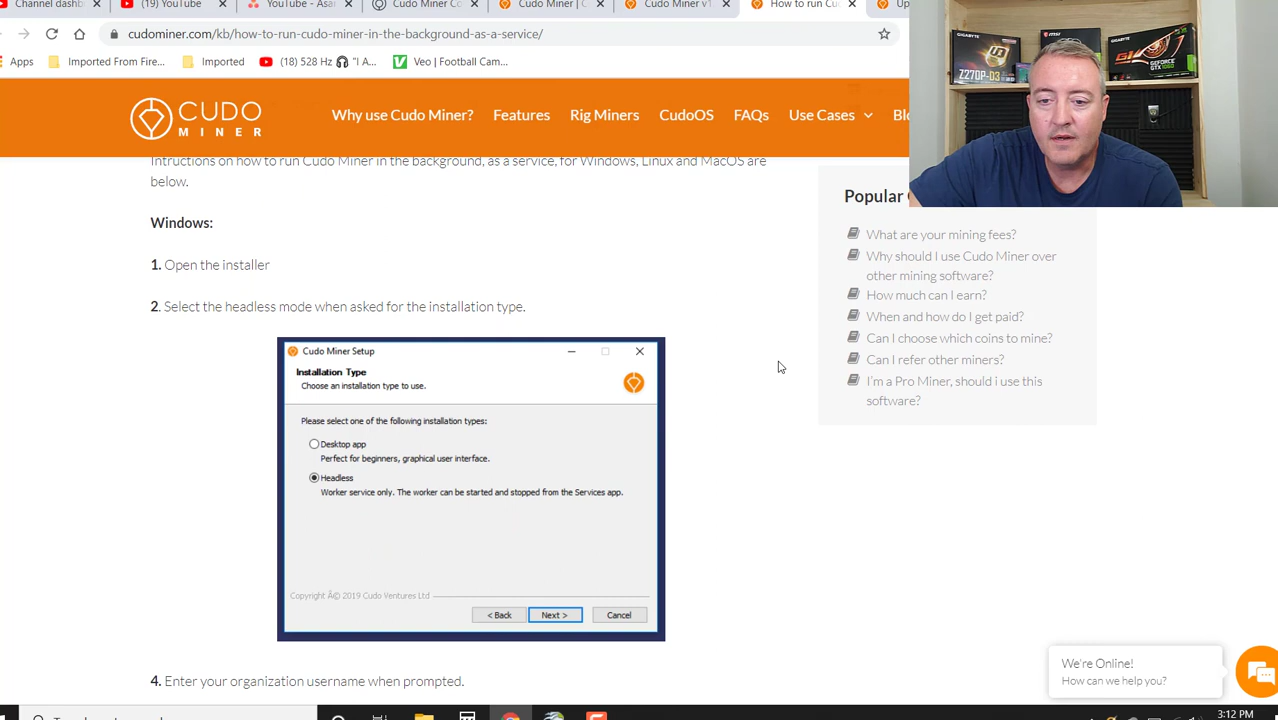 Channel dashb
(19) YouTube
YouTube - Asan
Cudo Miner Co
Cudo Miner | C
Cudo Miner v1
How to run Cud
Up
cudominer.com/kb/how-to-run-cudo-miner-in-the-background-as-a-service/
Apps
Imported From Fire...
Imported
(18) 528 Hz "I A...
Veo | Football Cam...
CUDO
MINER
Why use Cudo Miner?
Features
Rig Miners
CudoOS
FAQs
Use Cases
Blo
Z270P-D3
GIGABYTE
msi
GIGABYTE
GEFORCE
Intructions on how to run Cudo Miner in the background, as a service, for Windows, Linux and MacOS are
below.
Windows:
1. Open the installer
2. Select the headless mode when asked for the installation type.
Cudo Miner Setup
Installation Type
Choose an installation type to use.
Please select one of the following installation types:
Desktop app
Perfect for beginners, graphical user interface.
Headless
Worker service only. The worker can be started and stopped from the Services app.
Copyright Â© 2019 Cudo Ventures Ltd
< Back
Next >
Cancel
4. Enter your organization username when prompted.
Popular
What are your mining fees?
Why should I use Cudo Miner over
other mining software?
How much can I earn?
When and how do I get paid?
Can I choose which coins to mine?
Can I refer other miners?
I'm a Pro Miner, should i use this
software?
We're Online!
How can we help you?
3:12 PM